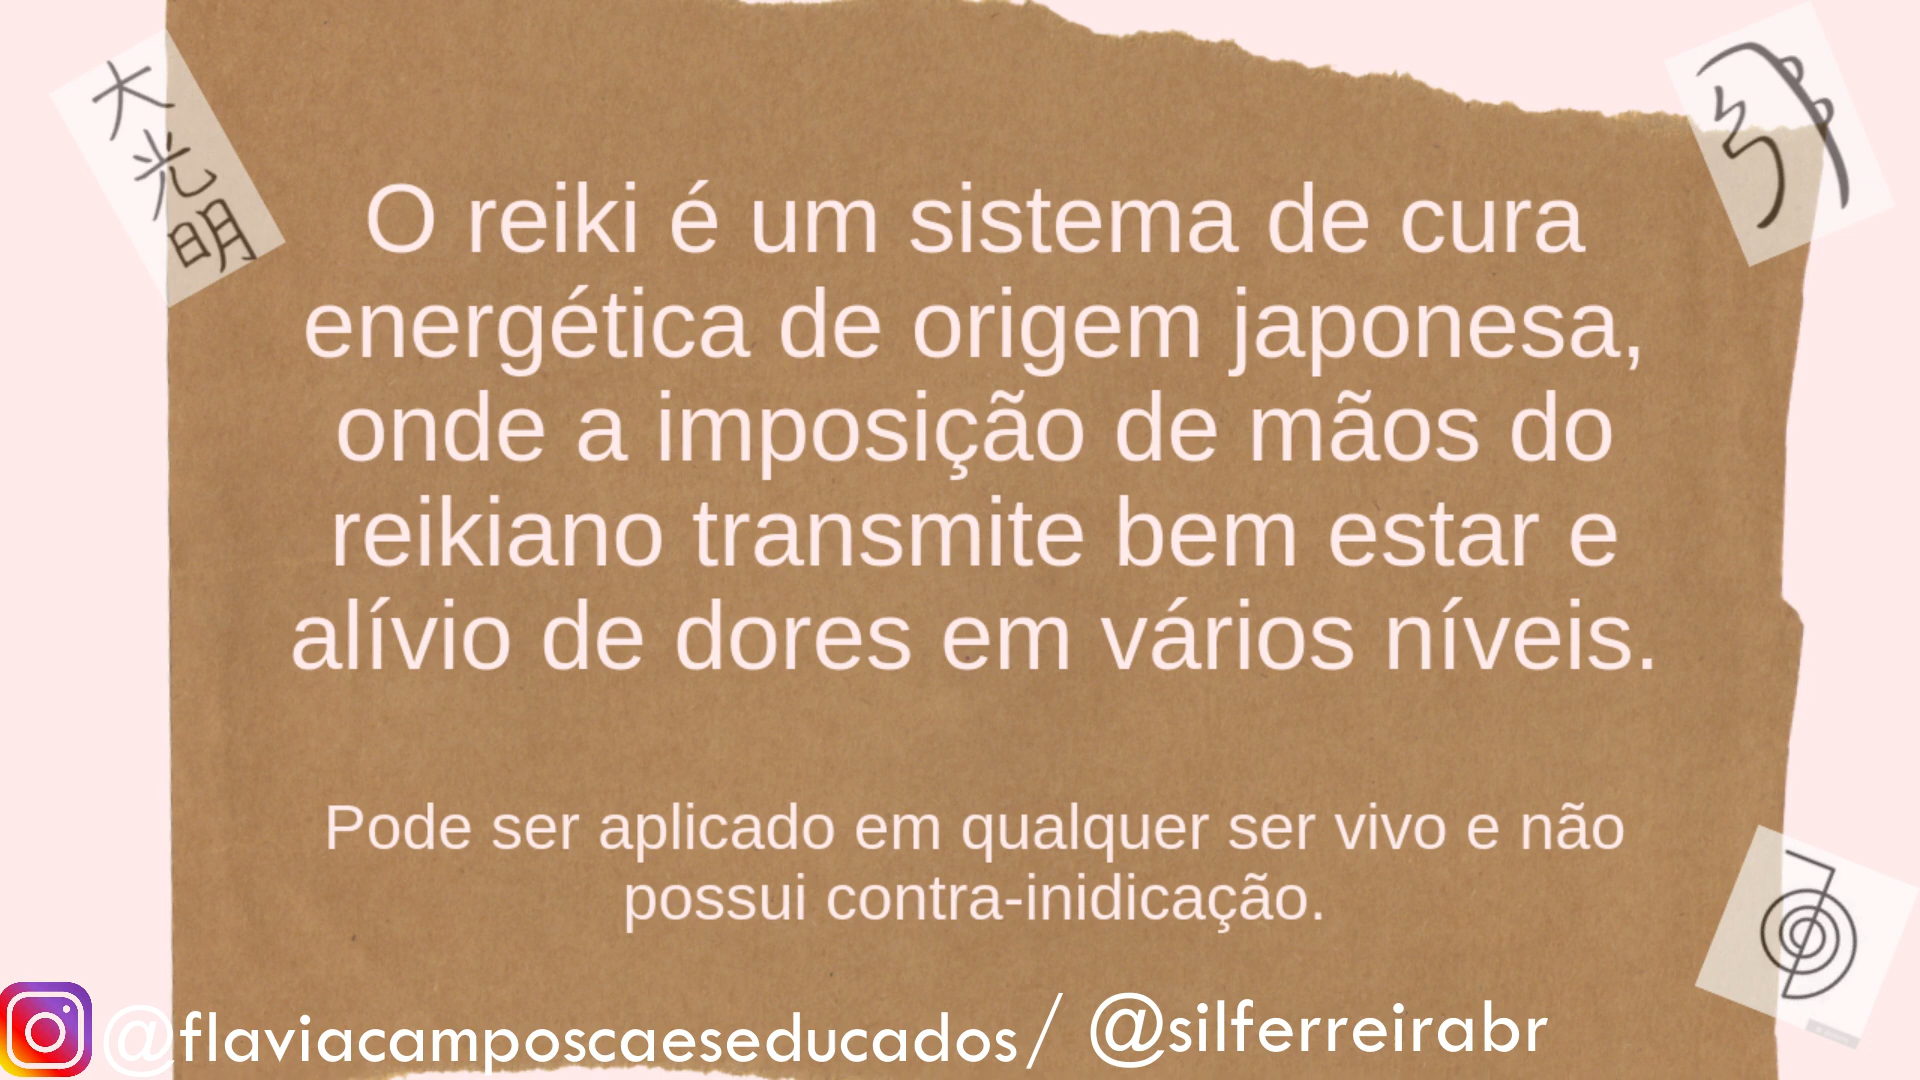 大
光
明
O reiki é um sistema de cura
energética de origem japonesa,
onde a imposição de mãos do
reikiano transmite bem estar e
alívio de dores em vários níveis.
Pode ser aplicado em qualquer ser vivo e não
possui contra-inidicação.
@flaviacamposcaeseducados/ @silferreirabr